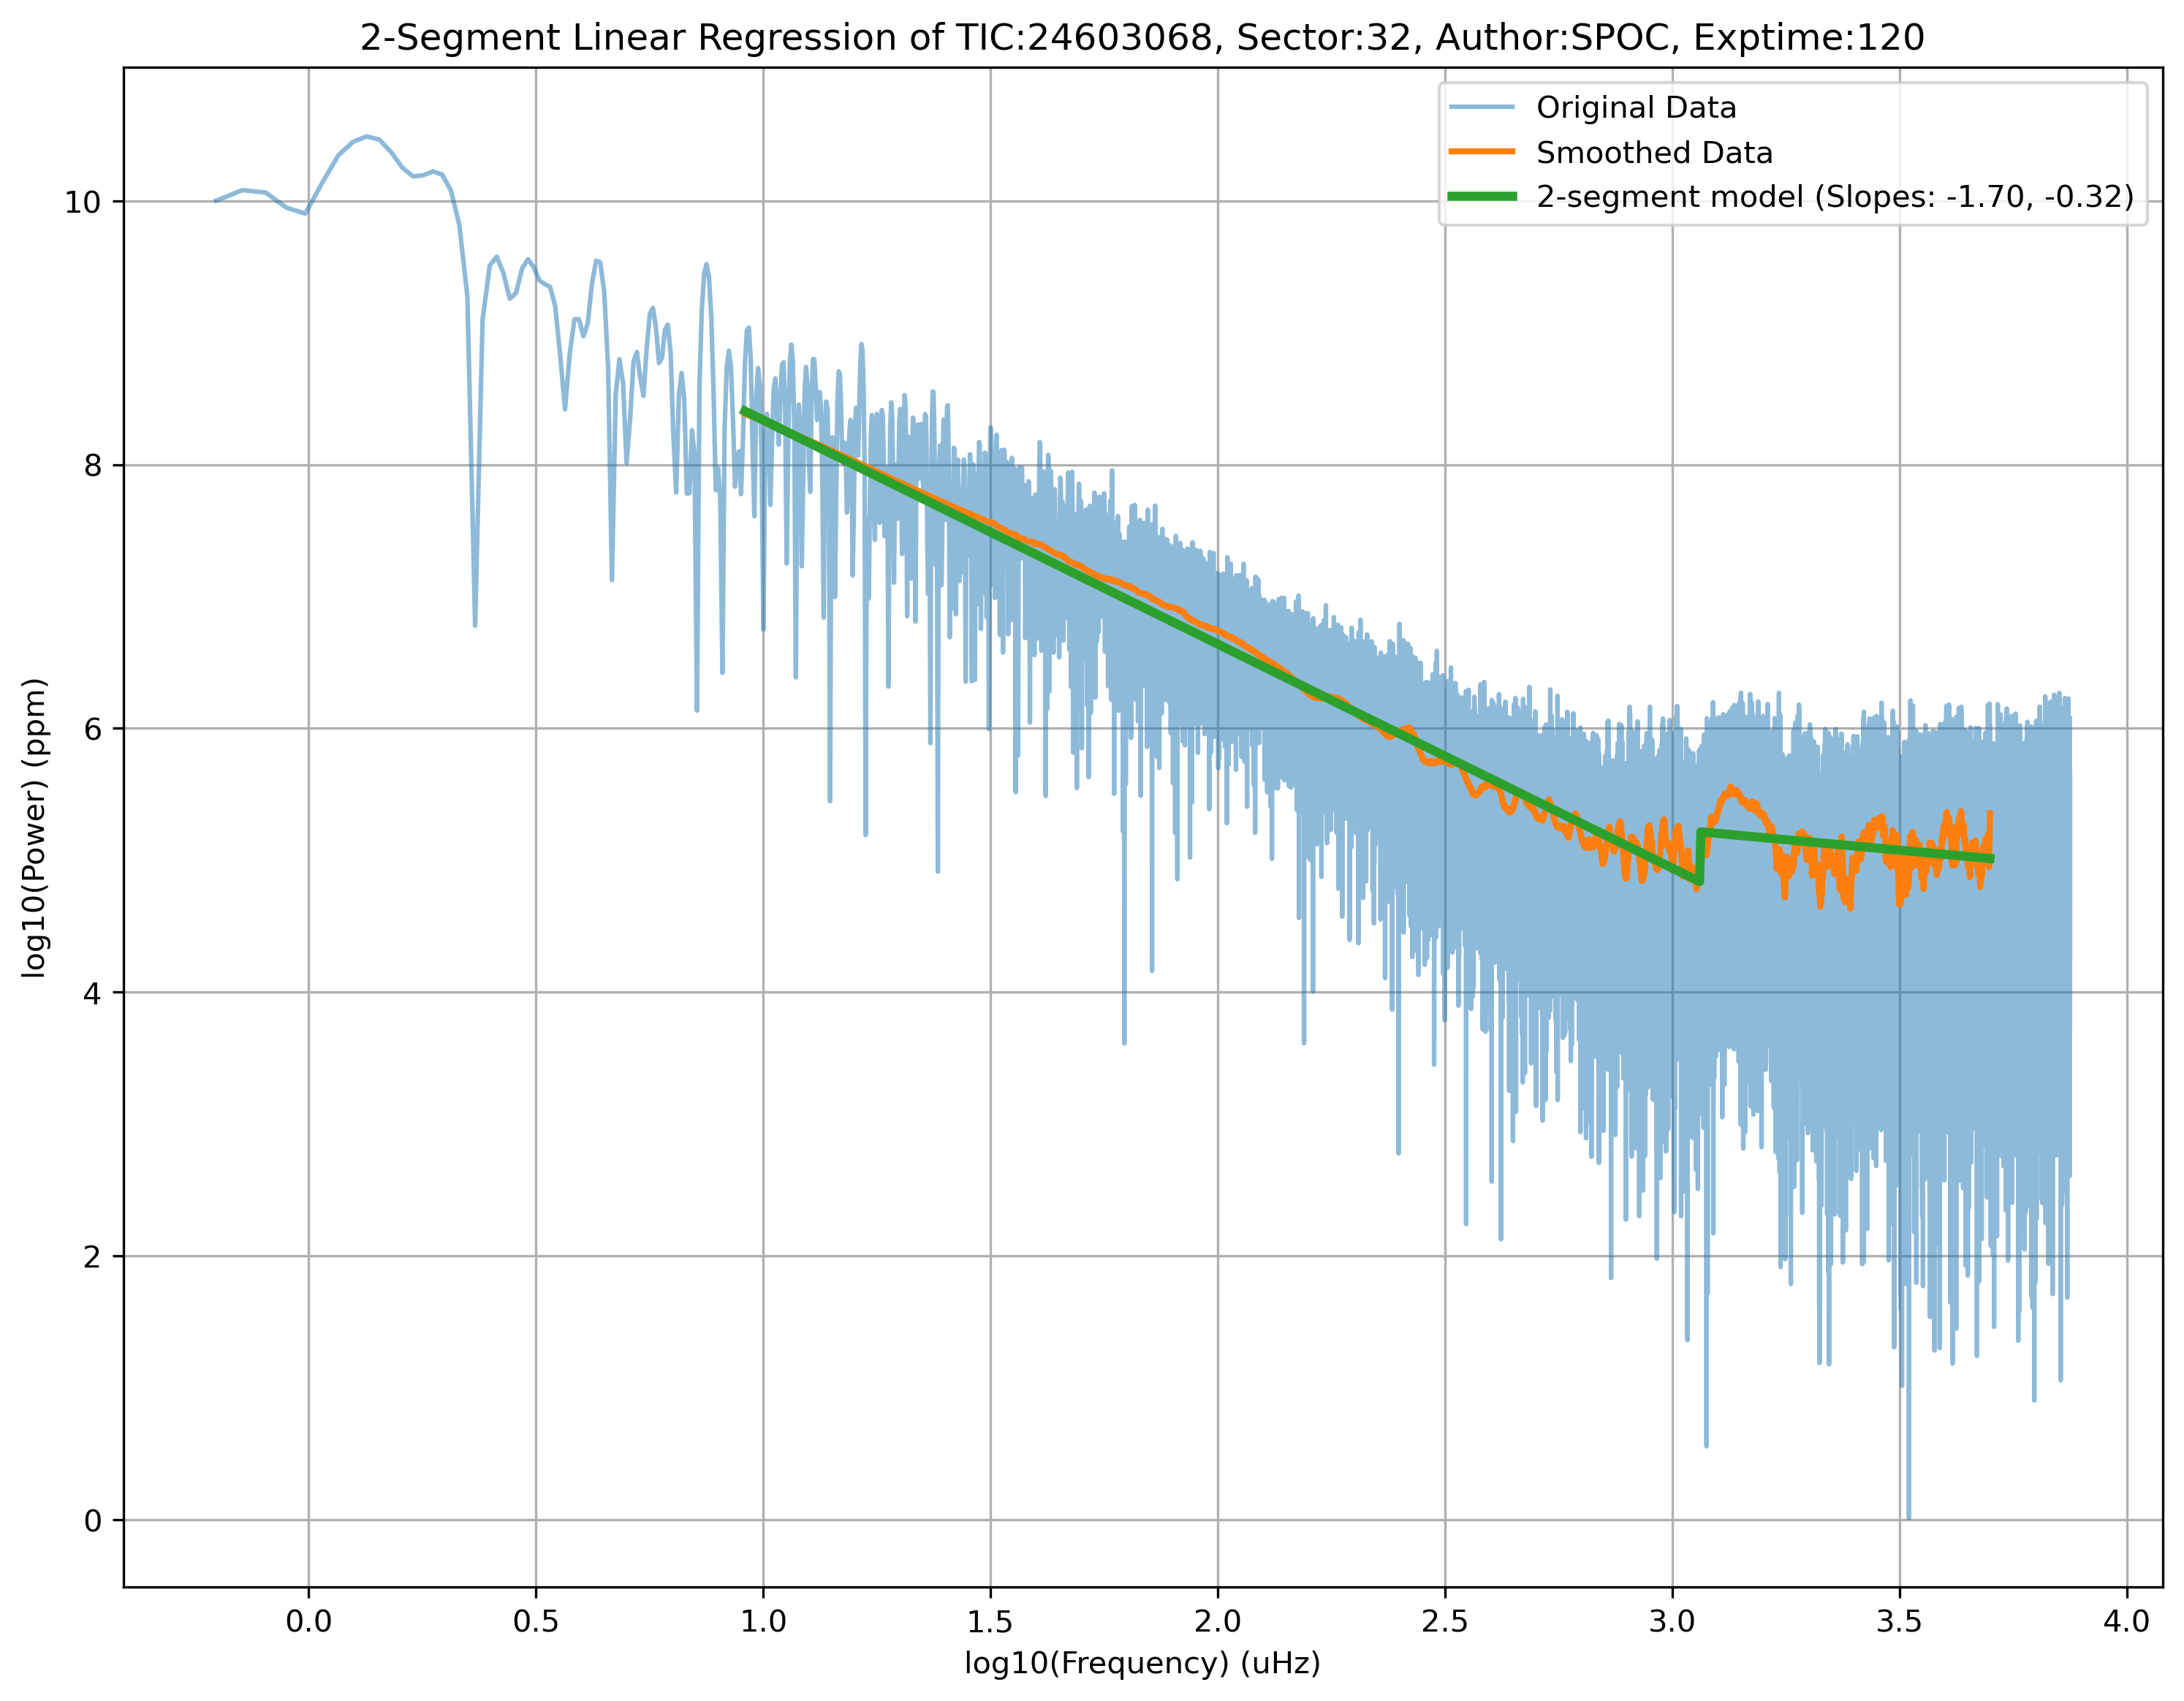 2-Segment Linear Regression of TIC:24603068, Sector:32, Author:SPOC, Exptime:120
Original Data
Smoothed Data
2-segment model (Slopes: -1.70, -0.32)
log10(Power) (ppm)
10
8
6
4
2
0
0.0 0.5 1.0 1.5 2.0 2.5 3.0 3.5 4.0
log10(Frequency) (uHz)